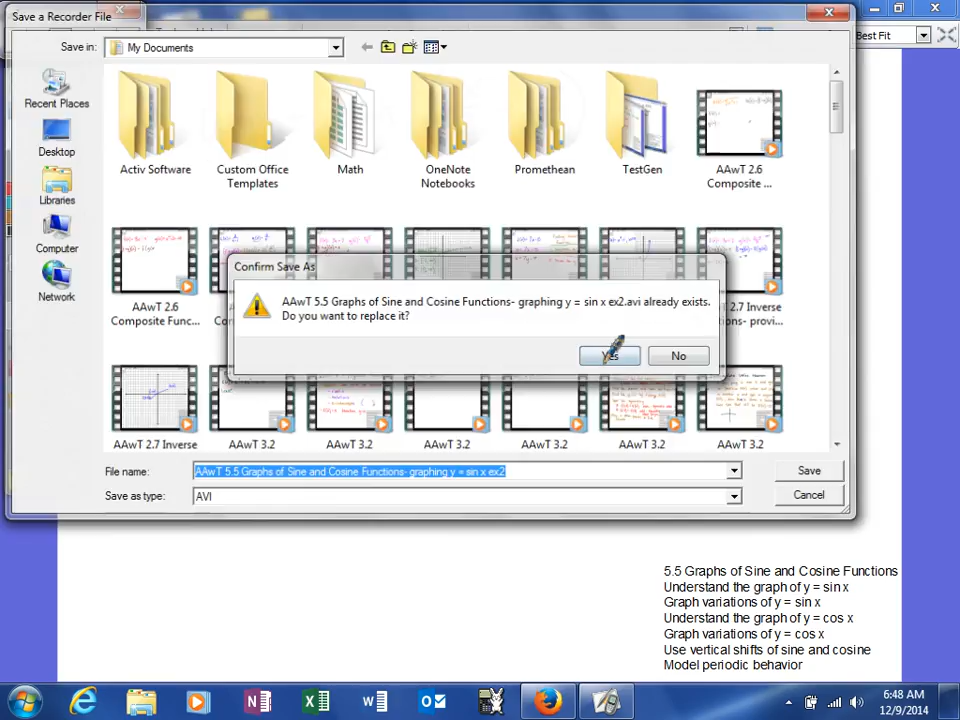 Save a Recorder File
Best Fit
Save in:
My Documents
Recent Places
Desktop
Libraries
Computer
Network
Activ Software
Custom Office
Templates
Math
OneNote
Notebooks
Promethean
TestGen
AAwT 2.6
Composite ...
AAwT 2.6
Composite Func...
2.7 Inverse
ons- provi...
Confirm Save As
AAwT 5.5 Graphs of Sine and Cosine Functions- graphing y = sin x ex2.avi already exists.
Do you want to replace it?
Yes
No
AAwT 2.7 Inverse
AAwT 3.2
AAwT 3.2
AAwT 3.2
AAwT 3.2
AAwT 3.2
AAwT 3.2
File name:
AAwT 5.5 Graphs of Sine and Cosine Functions- graphing y = sin x ex2
Save
Save as type:
AVI
Cancel
5.5 Graphs of Sine and Cosine Functions
Understand the graph of y = sin x
Graph variations of y = sin x
Understand the graph of y = cos x
Graph variations of y = cos x
Use vertical shifts of sine and cosine
Model periodic behavior
6:48 AM
12/9/2014